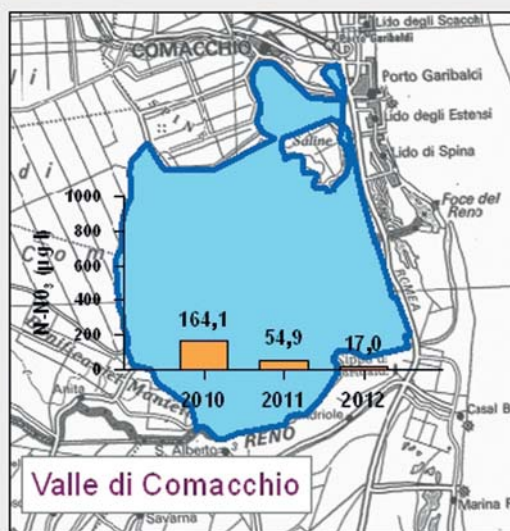 Lido degli Scacchi
COMACCHIO
Porto Garibaldi
Lido degli Estensi
Saline
Lido di Spina
Foce del
Reno
ROMEA
N-NO3 (µg/l)
1000
800
600
400
200
0
164,1
54,9
17,0
2010
2011
2012
Anita
S. Alberto
RENO
Casal B
Valle di Comacchio
Marina R
Savarna